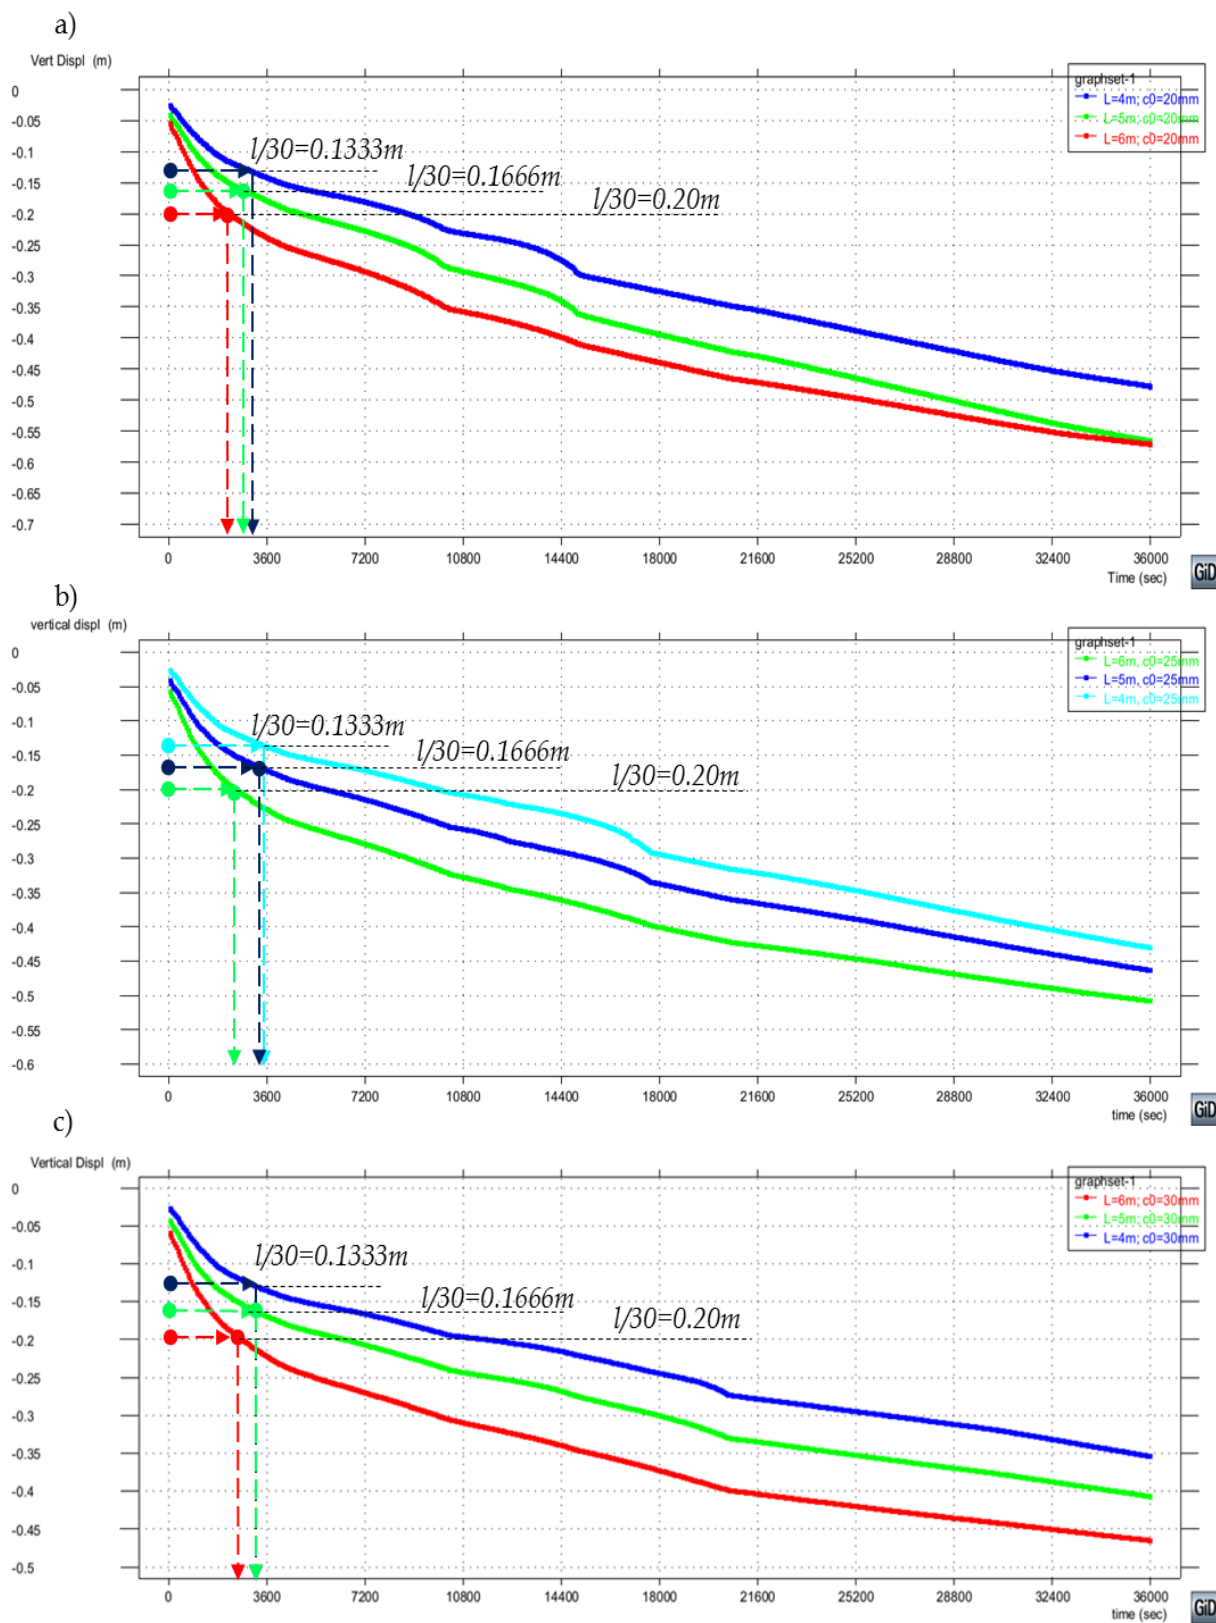 a)
Vert Displ (m)
graphset-1
L=4m; c0=20mm
L=5m; c0=20mm
L=6m; c0=20mm
0
-0.05
-0.1
-0.15
-0.2
-0.25
-0.3
-0.35
-0.4
-0.45
-0.5
-0.55
-0.6
-0.65
-0.7
l/30=0.1333m
l/30=0.1666m
l/30=0.20m
0 3600 7200 10800 14400 18000 21600 25200 28800 32400 36000
Time (sec)
GiD
b)
vertical displ (m)
graphset-1
L=6m, c0=25mm
L=5m, c0=25mm
L=4m, c0=25mm
0
-0.05
-0.1
-0.15
-0.2
-0.25
-0.3
-0.35
-0.4
-0.45
-0.5
-0.55
-0.6
l/30=0.1333m
l/30=0.1666m
l/30=0.20m
0 3600 7200 10800 14400 18000 21600 25200 28800 32400 36000
time (sec)
GiD
c)
Vertical Displ (m)
graphset-1
L=6m; c0=30mm
L=5m; c0=30mm
L=4m; c0=30mm
0
-0.05
-0.1
-0.15
-0.2
-0.25
-0.3
-0.35
-0.4
-0.45
-0.5
l/30=0.1333m
l/30=0.1666m
l/30=0.20m
0 3600 7200 10800 14400 18000 21600 25200 28800 32400 36000
time (sec)
GiD